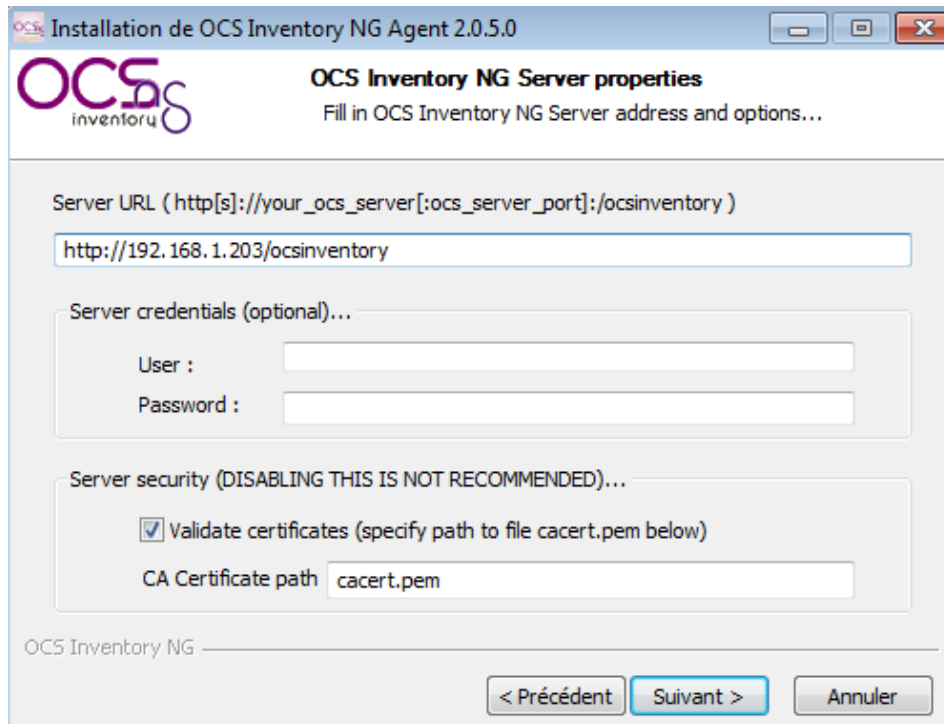 Installation de OCS Inventory NG Agent 2.0.5.0
OCSng
inventory
OCS Inventory NG Server properties
Fill in OCS Inventory NG Server address and options...
Server URL ( http[s]://your_ocs_server[:ocs_server_port]:/ocsinventory )
http://192.168.1.203/ocsinventory
Server credentials (optional)...
User :
Password :
Server security (DISABLING THIS IS NOT RECOMMENDED)...
Validate certificates (specify path to file cacert.pem below)
CA Certificate path cacert.pem
OCS Inventory NG
< Précédent Suivant > Annuler